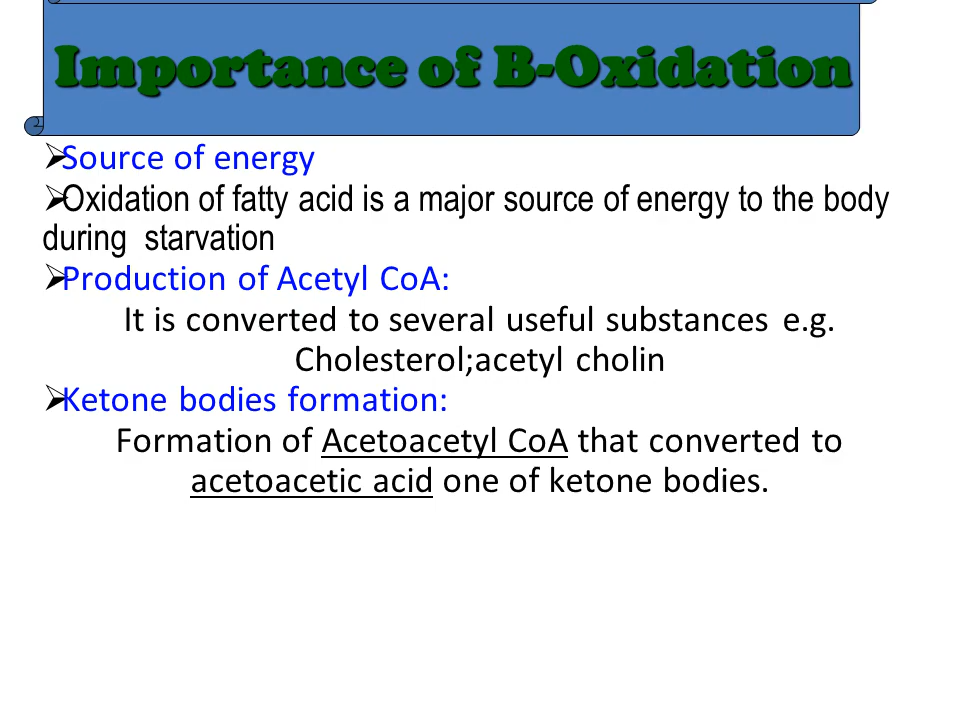 Importance of B-Oxidation
➢Source of energy
➢Oxidation of fatty acid is a major source of energy to the body
during starvation
➢Production of Acetyl CoA:
It is converted to several useful substances e.g.
Cholesterol;acetyl cholin
➢Ketone bodies formation:
Formation of Acetoacetyl CoA that converted to
acetoacetic acid one of ketone bodies.